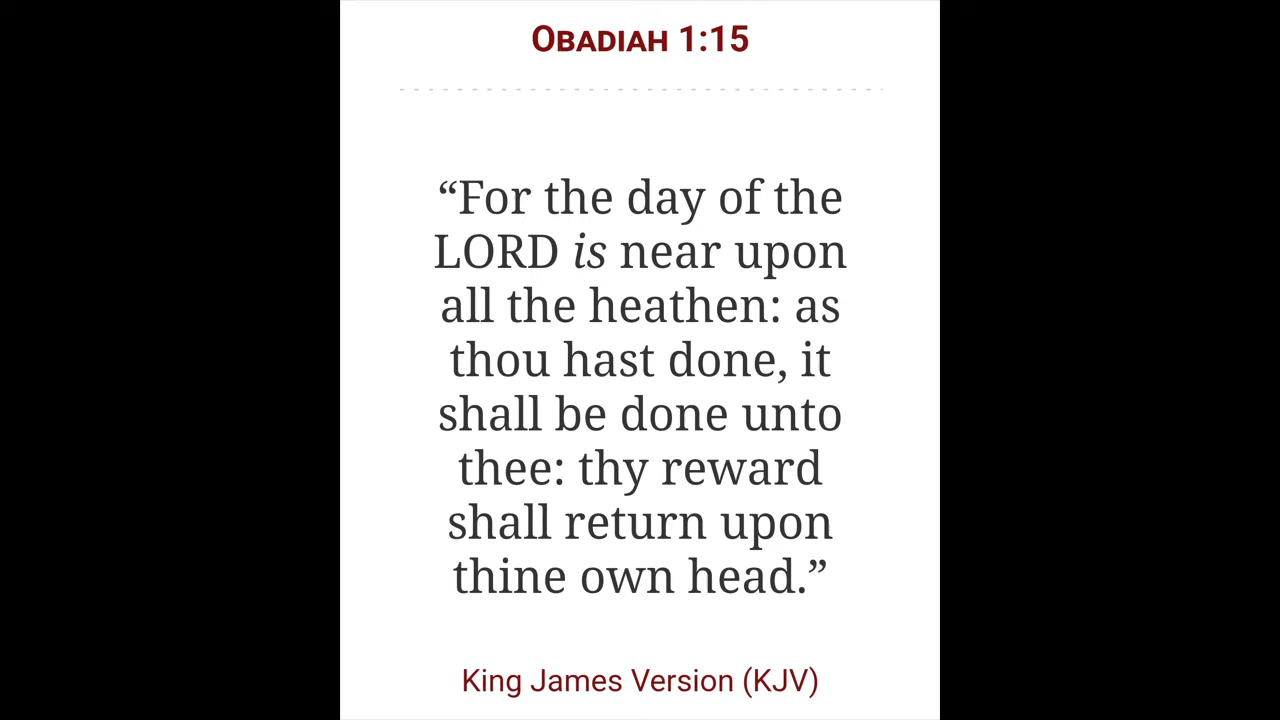 Obadiah 1:15
“For the day of the
LORD is near upon
all the heathen: as
thou hast done, it
shall be done unto
thee: thy reward
shall return upon
thine own head.”
King James Version (KJV)